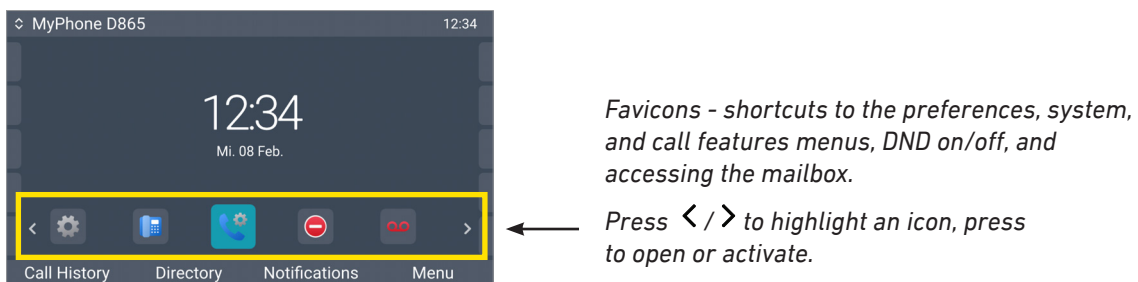 MyPhone D865
12:34
12:34
Mi. 08 Feb.
Call History Directory Notifications Menu
Favicons - shortcuts to the preferences, system,
and call features menus, DND on/off, and
accessing the mailbox.
Press < / > to highlight an icon, press
to open or activate.